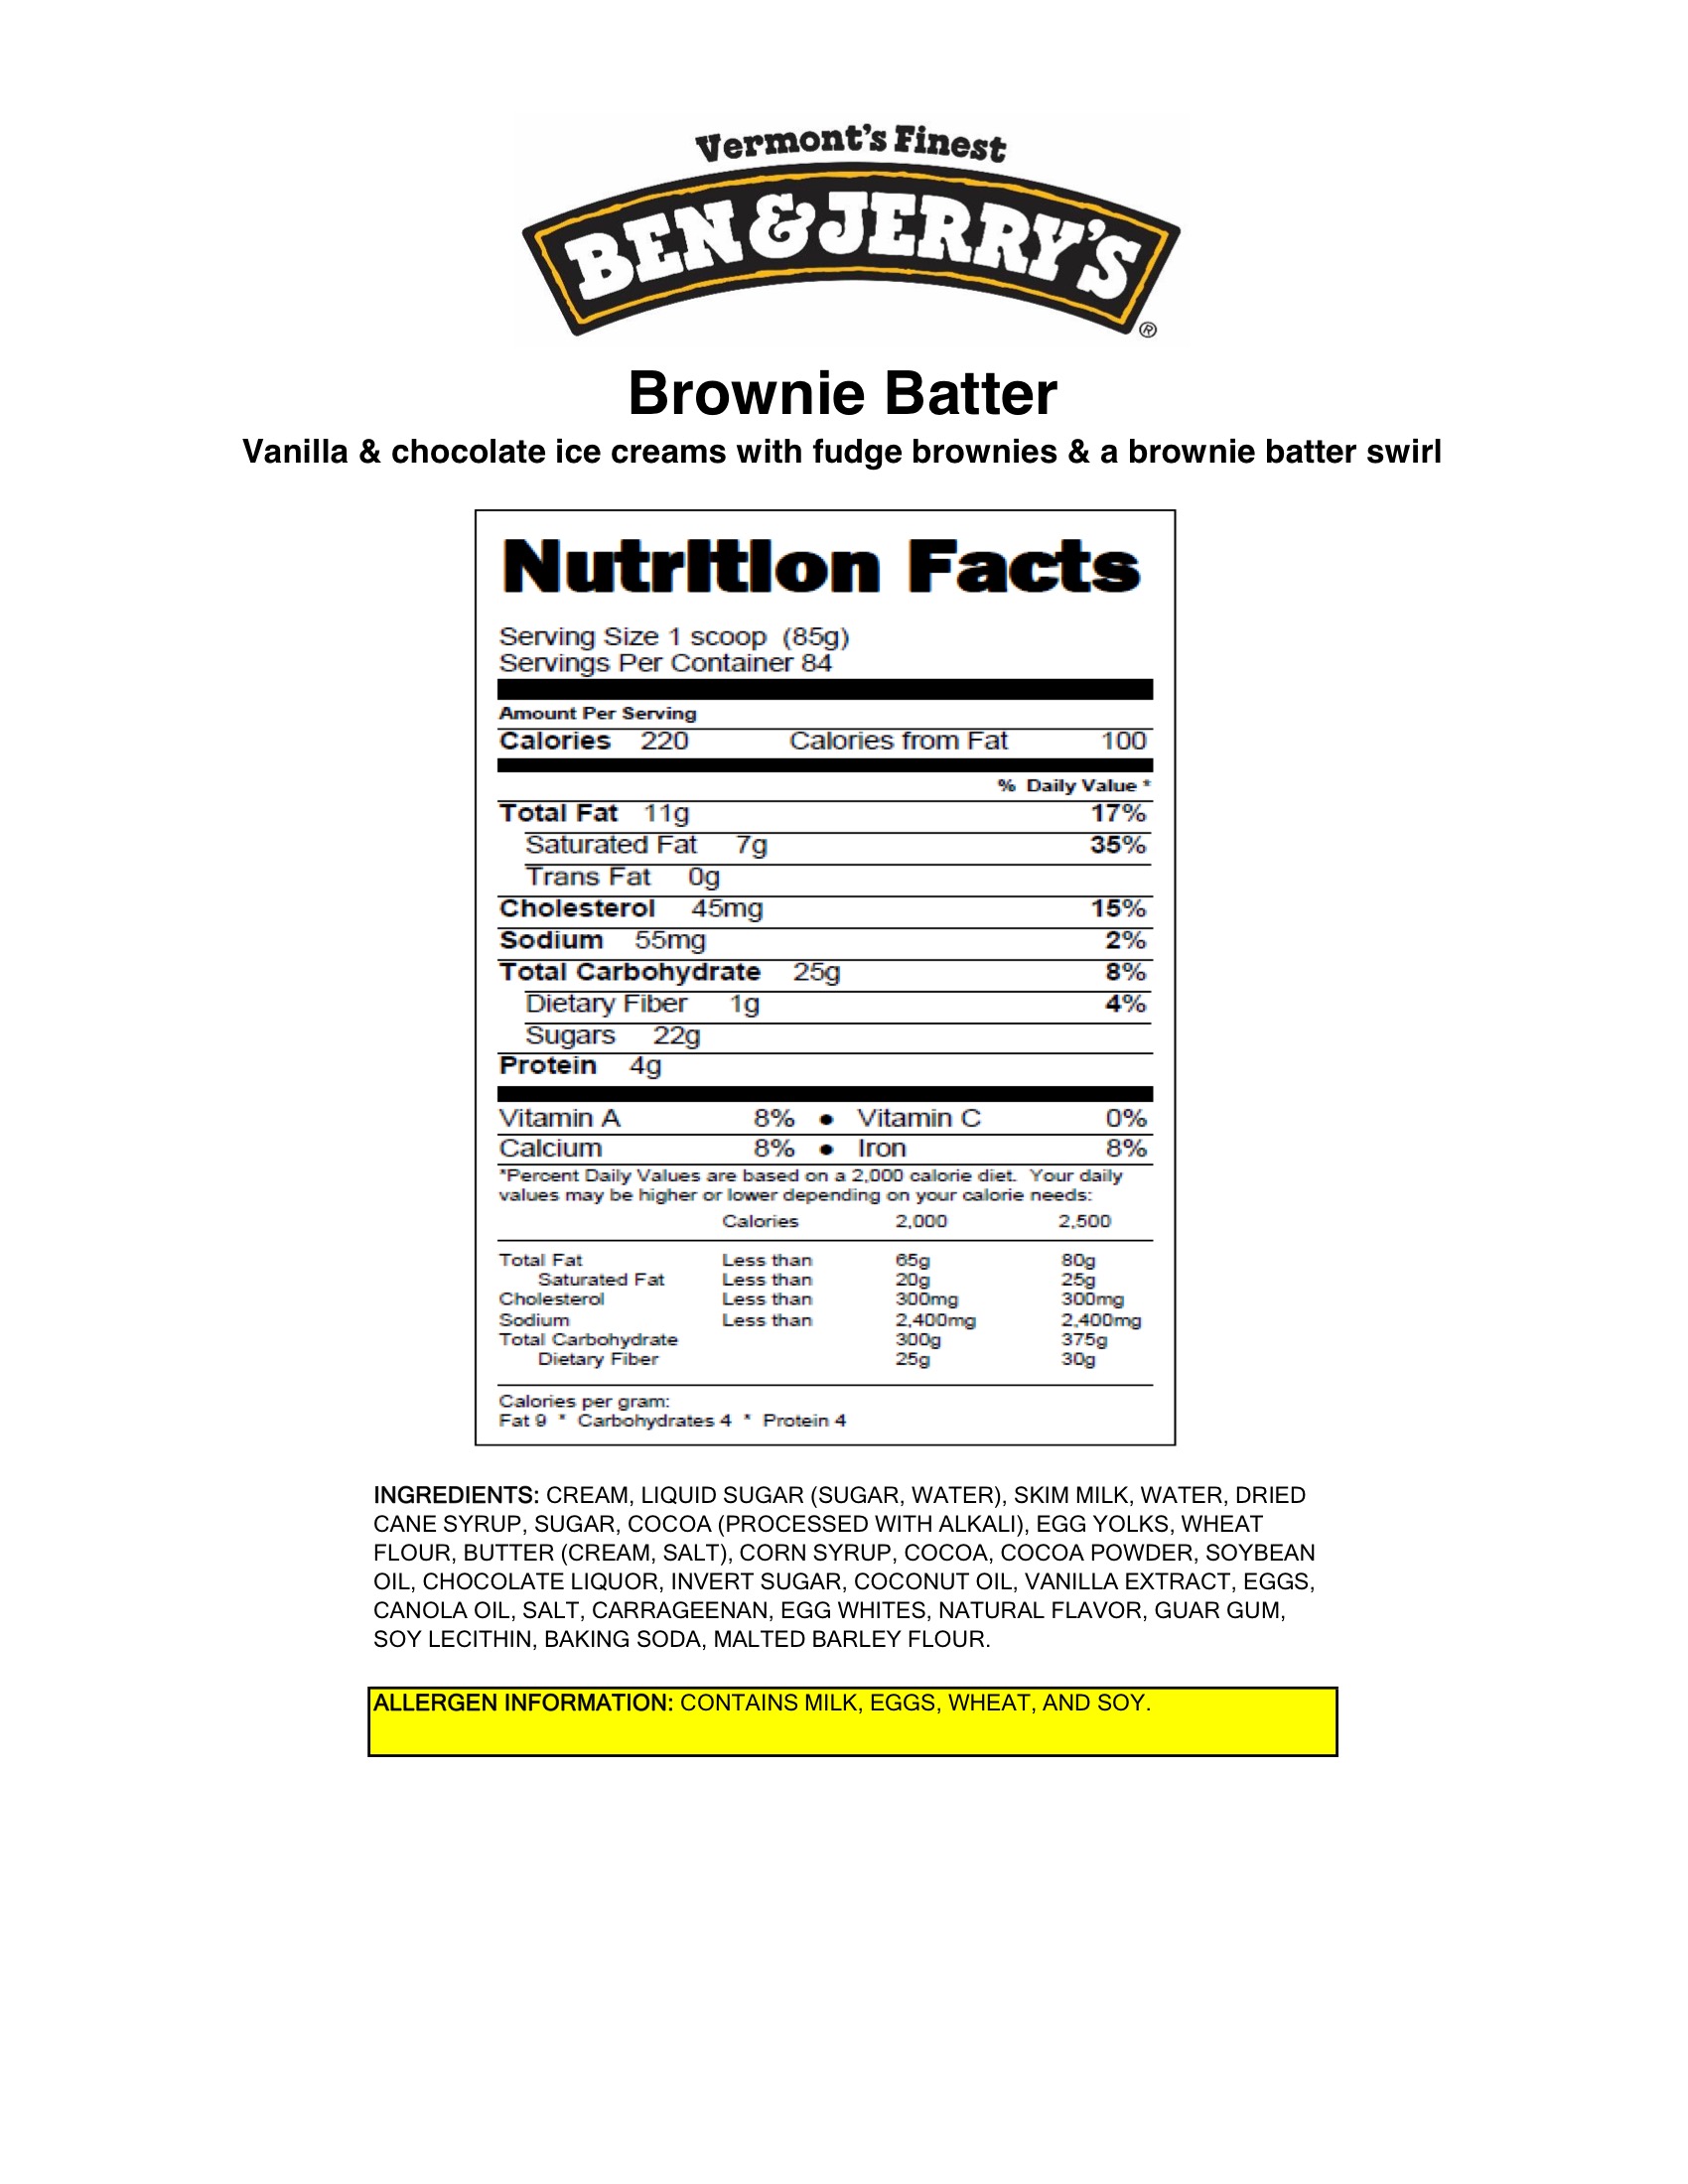 Vermont's Finest
BEN & JERRY'S ®
Brownie Batter
Vanilla & chocolate ice creams with fudge brownies & a brownie batter swirl
Nutrition Facts
Serving Size 1 scoop (85g)
Servings Per Container 84
Amount Per Serving
Calories 220 Calories from Fat 100
% Daily Value *
Total Fat 11g 17%
Saturated Fat 7g 35%
Trans Fat 0g
Cholesterol 45mg 15%
Sodium 55mg 2%
Total Carbohydrate 25g 8%
Dietary Fiber 1g 4%
Sugars 22g
Protein 4g
Vitamin A 8% ● Vitamin C 0%
Calcium 8% ● Iron 8%
*Percent Daily Values are based on a 2,000 calorie diet. Your daily
values may be higher or lower depending on your calorie needs:
Calories 2,000 2,500
Total Fat Less than 65g 80g
Saturated Fat Less than 20g 25g
Cholesterol Less than 300mg 300mg
Sodium Less than 2,400mg 2,400mg
Total Carbohydrate 300g 375g
Dietary Fiber 25g 30g
Calories per gram:
Fat 9 * Carbohydrates 4 * Protein 4
INGREDIENTS: CREAM, LIQUID SUGAR (SUGAR, WATER), SKIM MILK, WATER, DRIED
CANE SYRUP, SUGAR, COCOA (PROCESSED WITH ALKALI), EGG YOLKS, WHEAT
FLOUR, BUTTER (CREAM, SALT), CORN SYRUP, COCOA, COCOA POWDER, SOYBEAN
OIL, CHOCOLATE LIQUOR, INVERT SUGAR, COCONUT OIL, VANILLA EXTRACT, EGGS,
CANOLA OIL, SALT, CARRAGEENAN, EGG WHITES, NATURAL FLAVOR, GUAR GUM,
SOY LECITHIN, BAKING SODA, MALTED BARLEY FLOUR.
ALLERGEN INFORMATION: CONTAINS MILK, EGGS, WHEAT, AND SOY.